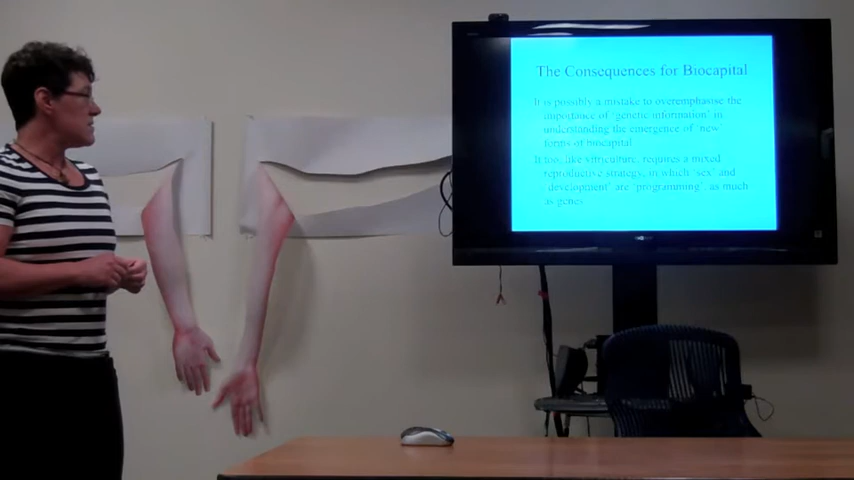 The Consequences for Biocapital
It is possibly a mistake to overemphasise the
importance of 'genetic information' in
understanding the emergence of 'new'
forms of biocapital.
It too, like vitriculture, requires a mixed
reproductive strategy, in which 'sex' and
'development' are 'programming', as much
as genes